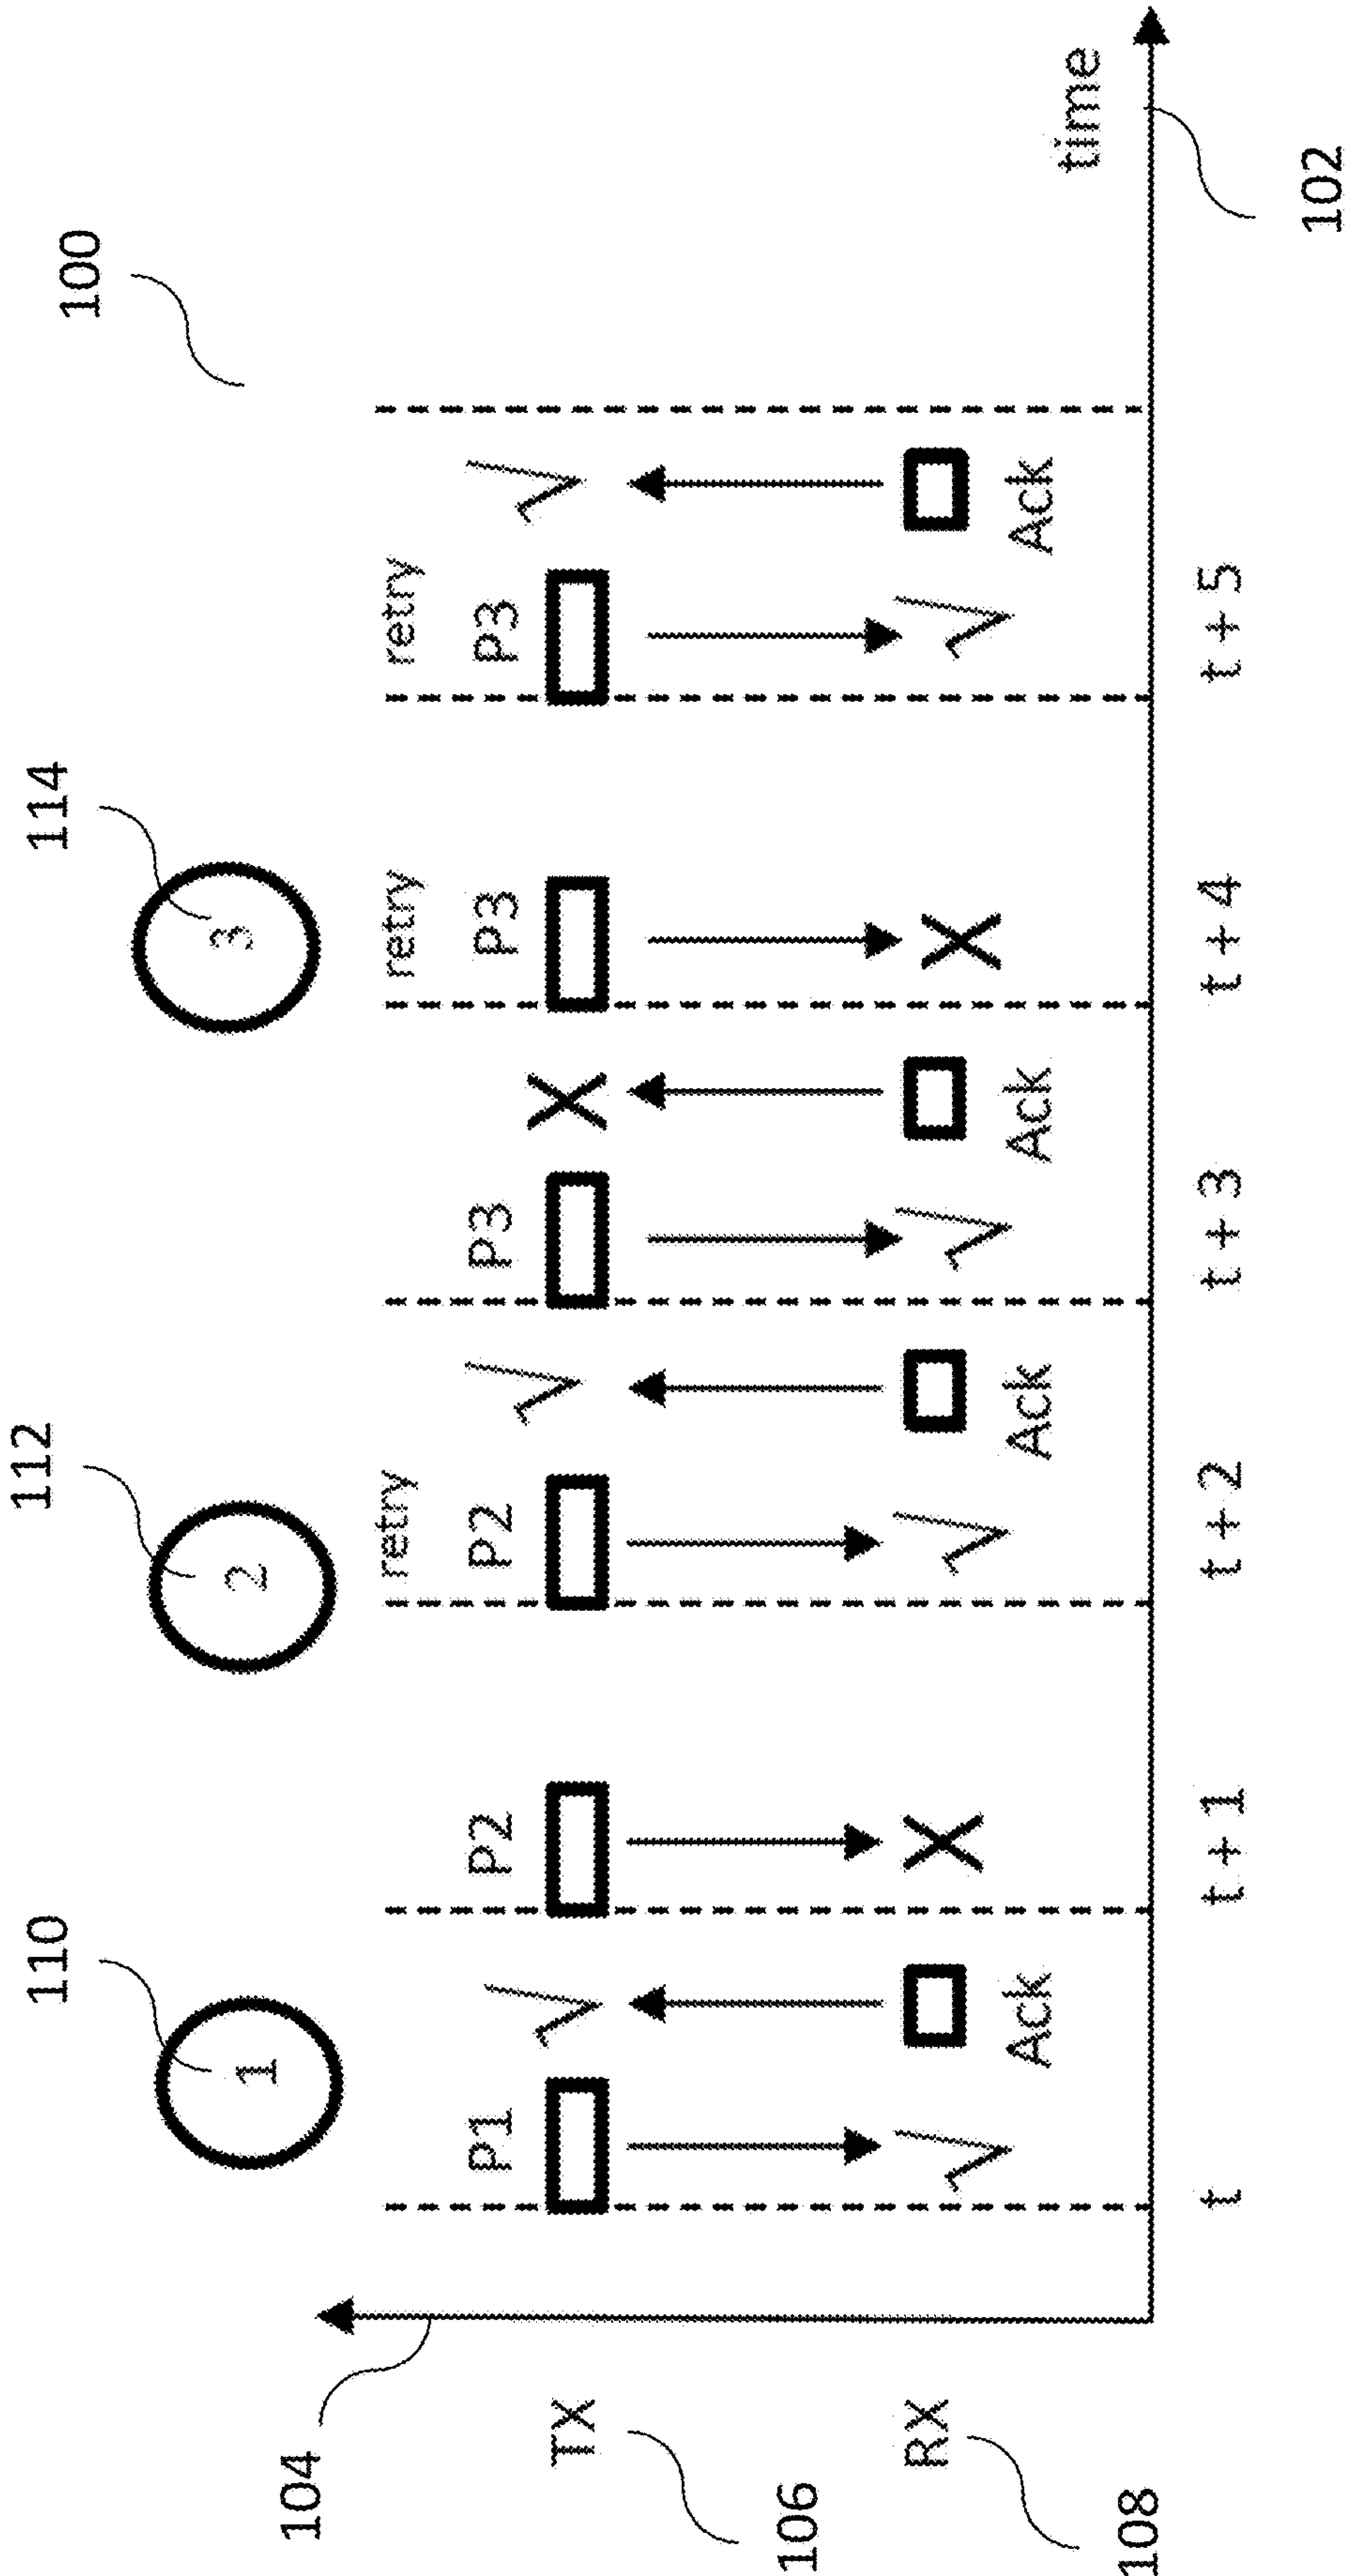 100
110
112
114
1
2
3
104
retry
retry
retry
P1
P2
P2
P3
P3
P3
TX
106
RX
108
Ack
Ack
Ack
Ack
time
t
t + 1
t + 2
t + 3
t + 4
t + 5
102